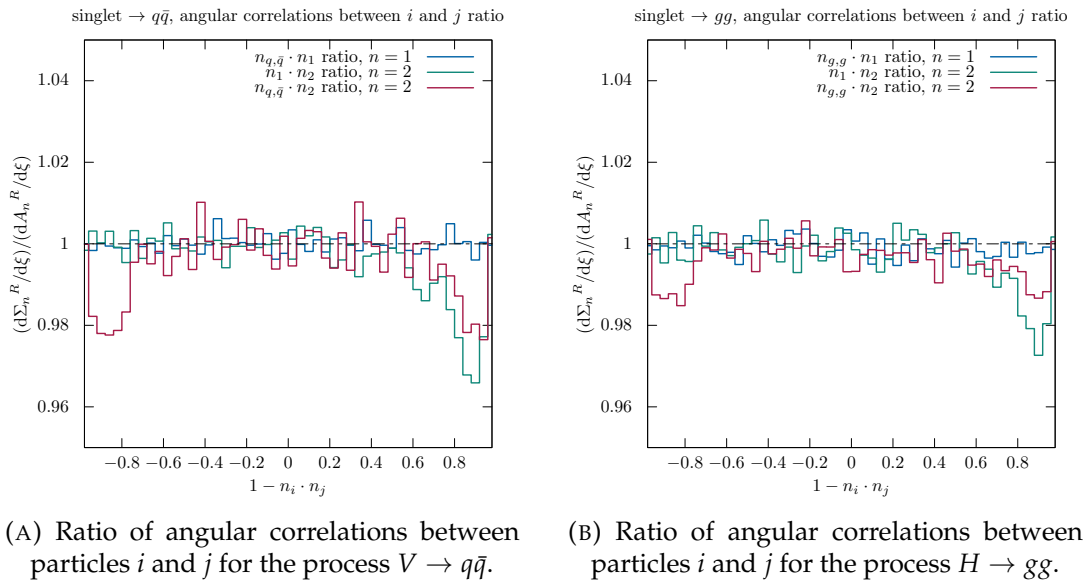 singlet → qq̄, angular correlations between i and j ratio
n_{q,q̄} · n_1 ratio, n = 1
n_1 · n_2 ratio, n = 2
n_{q,q̄} · n_2 ratio, n = 2
(dΣ_n^R/dξ)/(dA_n^R/dξ)
1.04
1.02
1
0.98
0.96
−0.8 −0.6 −0.4 −0.2 0 0.2 0.4 0.6 0.8
1 − n_i · n_j
(A) Ratio of angular correlations between
particles i and j for the process V → qq̄.
singlet → gg, angular correlations between i and j ratio
n_{g,g} · n_1 ratio, n = 1
n_1 · n_2 ratio, n = 2
n_{g,g} · n_2 ratio, n = 2
(dΣ_n^R/dξ)/(dA_n^R/dξ)
1.04
1.02
1
0.98
0.96
−0.8 −0.6 −0.4 −0.2 0 0.2 0.4 0.6 0.8
1 − n_i · n_j
(B) Ratio of angular correlations between
particles i and j for the process H → gg.